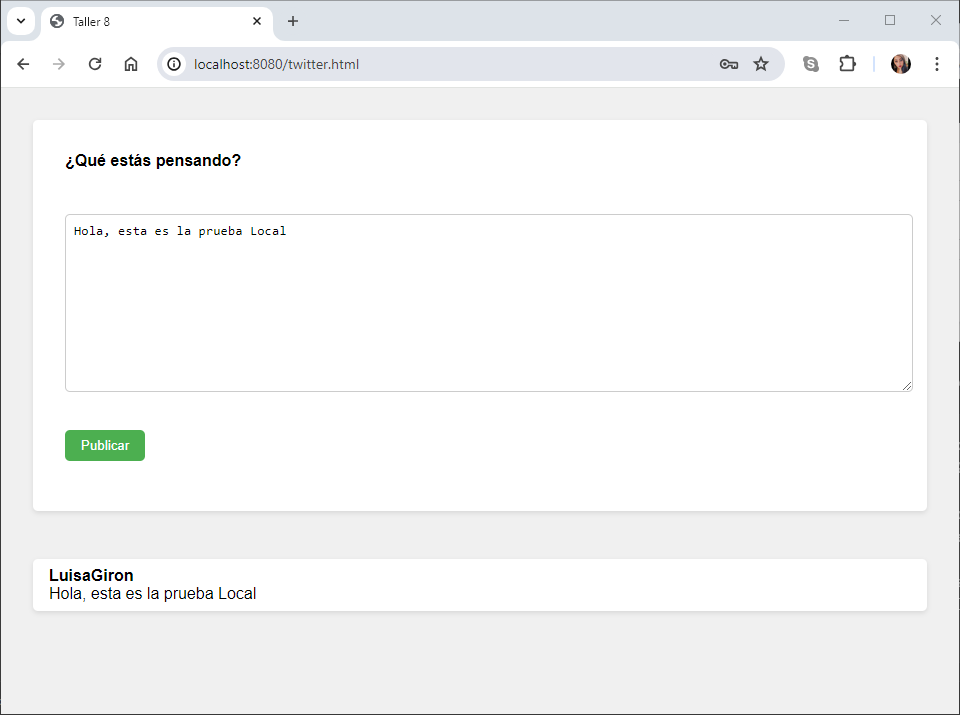 Taller 8
localhost:8080/twitter.html
¿Qué estás pensando?
Hola, esta es la prueba Local
Publicar
LuisaGiron
Hola, esta es la prueba Local